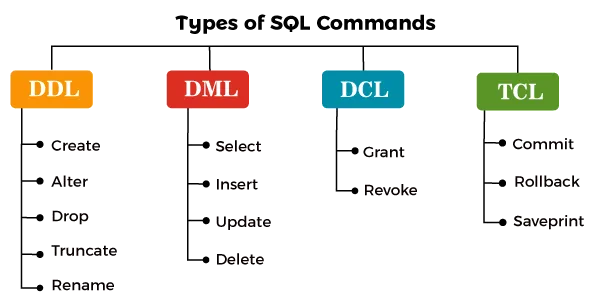 Types of SQL Commands
DDL
Create
Alter
Drop
Truncate
Rename
DML
Select
Insert
Update
Delete
DCL
Grant
Revoke
TCL
Commit
Rollback
Saveprint